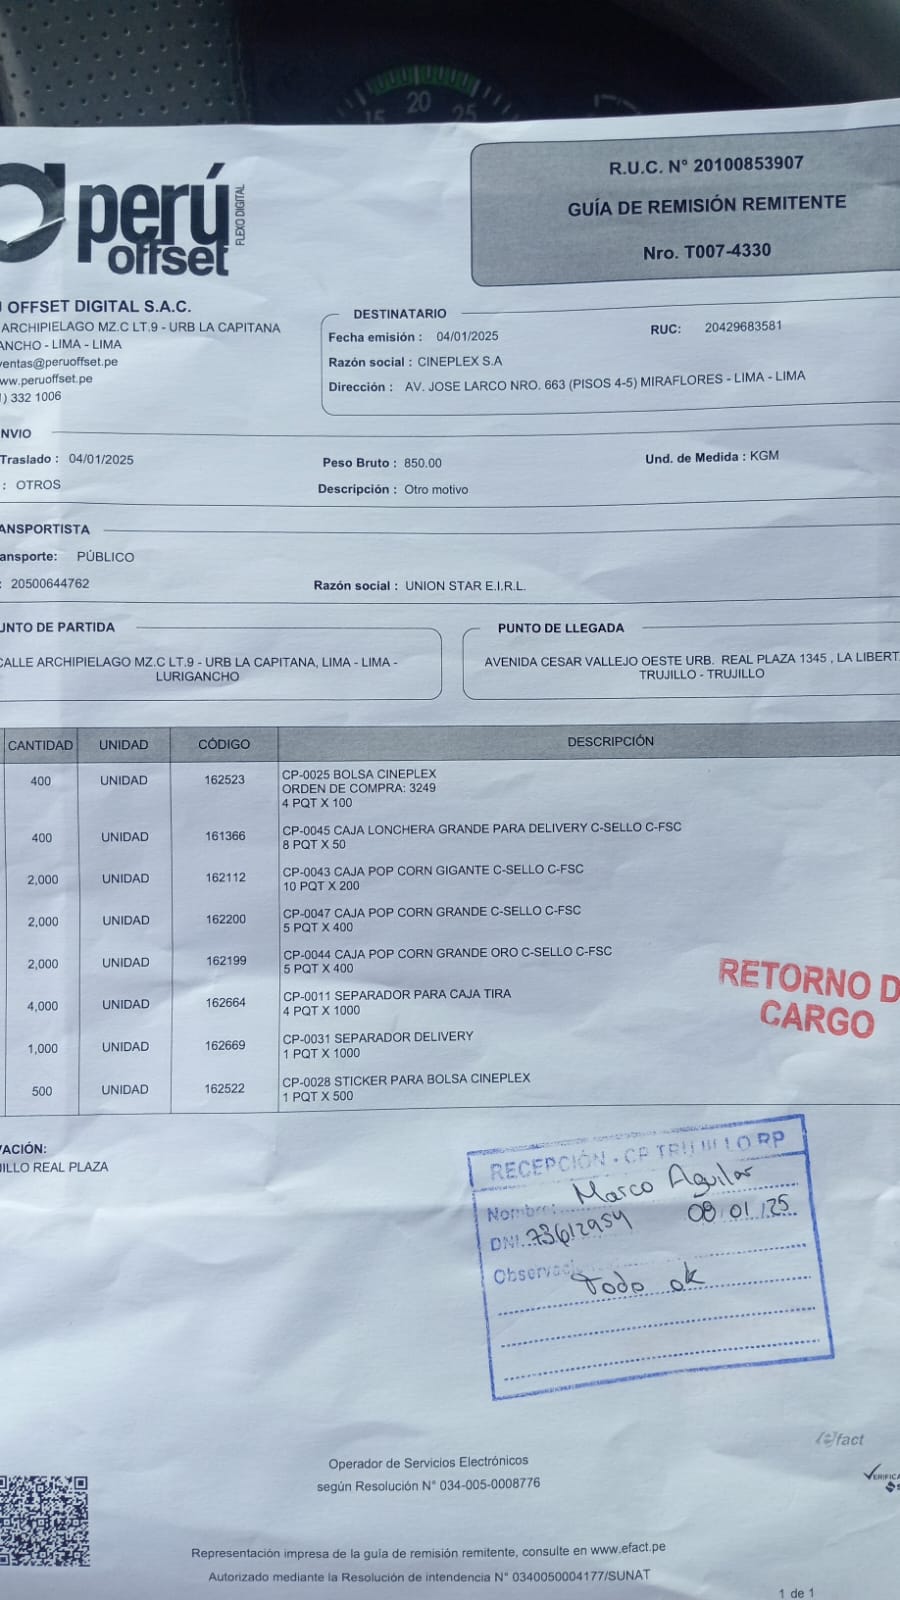 15 20 25
perú
offset
FLEXO DIGITAL
R.U.C. N° 20100853907
GUÍA DE REMISIÓN REMITENTE
Nro. T007-4330
OFFSET DIGITAL S.A.C.
ARCHIPIELAGO MZ.C LT.9 - URB LA CAPITANA
ANCHO - LIMA - LIMA
entas@peruoffset.pe
ww.peruoffset.pe
) 332 1006
DESTINATARIO
Fecha emisión : 04/01/2025
RUC: 20429683581
Razón social : CINEPLEX S.A
Dirección : AV. JOSE LARCO NRO. 663 (PISOS 4-5) MIRAFLORES - LIMA - LIMA
NVIO
Traslado : 04/01/2025
Peso Bruto : 850.00
Und. de Medida : KGM
: OTROS
Descripción : Otro motivo
ANSPORTISTA
ansporte: PÚBLICO
: 20500644762
Razón social : UNION STAR E.I.R.L.
UNTO DE PARTIDA
CALLE ARCHIPIELAGO MZ.C LT.9 - URB LA CAPITANA, LIMA - LIMA -
LURIGANCHO
PUNTO DE LLEGADA
AVENIDA CESAR VALLEJO OESTE URB. REAL PLAZA 1345 , LA LIBERT
TRUJILLO - TRUJILLO
CANTIDAD UNIDAD CÓDIGO DESCRIPCIÓN
400 UNIDAD 162523 CP-0025 BOLSA CINEPLEX
ORDEN DE COMPRA: 3249
4 PQT X 100
400 UNIDAD 161366 CP-0045 CAJA LONCHERA GRANDE PARA DELIVERY C-SELLO C-FSC
8 PQT X 50
2,000 UNIDAD 162112 CP-0043 CAJA POP CORN GIGANTE C-SELLO C-FSC
10 PQT X 200
2,000 UNIDAD 162200 CP-0047 CAJA POP CORN GRANDE C-SELLO C-FSC
5 PQT X 400
2,000 UNIDAD 162199 CP-0044 CAJA POP CORN GRANDE ORO C-SELLO C-FSC
5 PQT X 400
4,000 UNIDAD 162664 CP-0011 SEPARADOR PARA CAJA TIRA
4 PQT X 1000
1,000 UNIDAD 162669 CP-0031 SEPARADOR DELIVERY
1 PQT X 1000
500 UNIDAD 162522 CP-0028 STICKER PARA BOLSA CINEPLEX
1 PQT X 500
RETORNO D
CARGO
VACIÓN:
JILLO REAL PLAZA
RECEPCIÓN - CP TRUJILLO RP
Nombre: Marco Aguilar
DNI 73612954 08/01/25
Observaci Todo ok
efact
VERIFICA
Operador de Servicios Electrónicos
según Resolución N° 034-005-0008776
Representación impresa de la guía de remisión remitente, consulte en www.efact.pe
Autorizado mediante la Resolución de intendencia N° 0340050004177/SUNAT
1 de 1